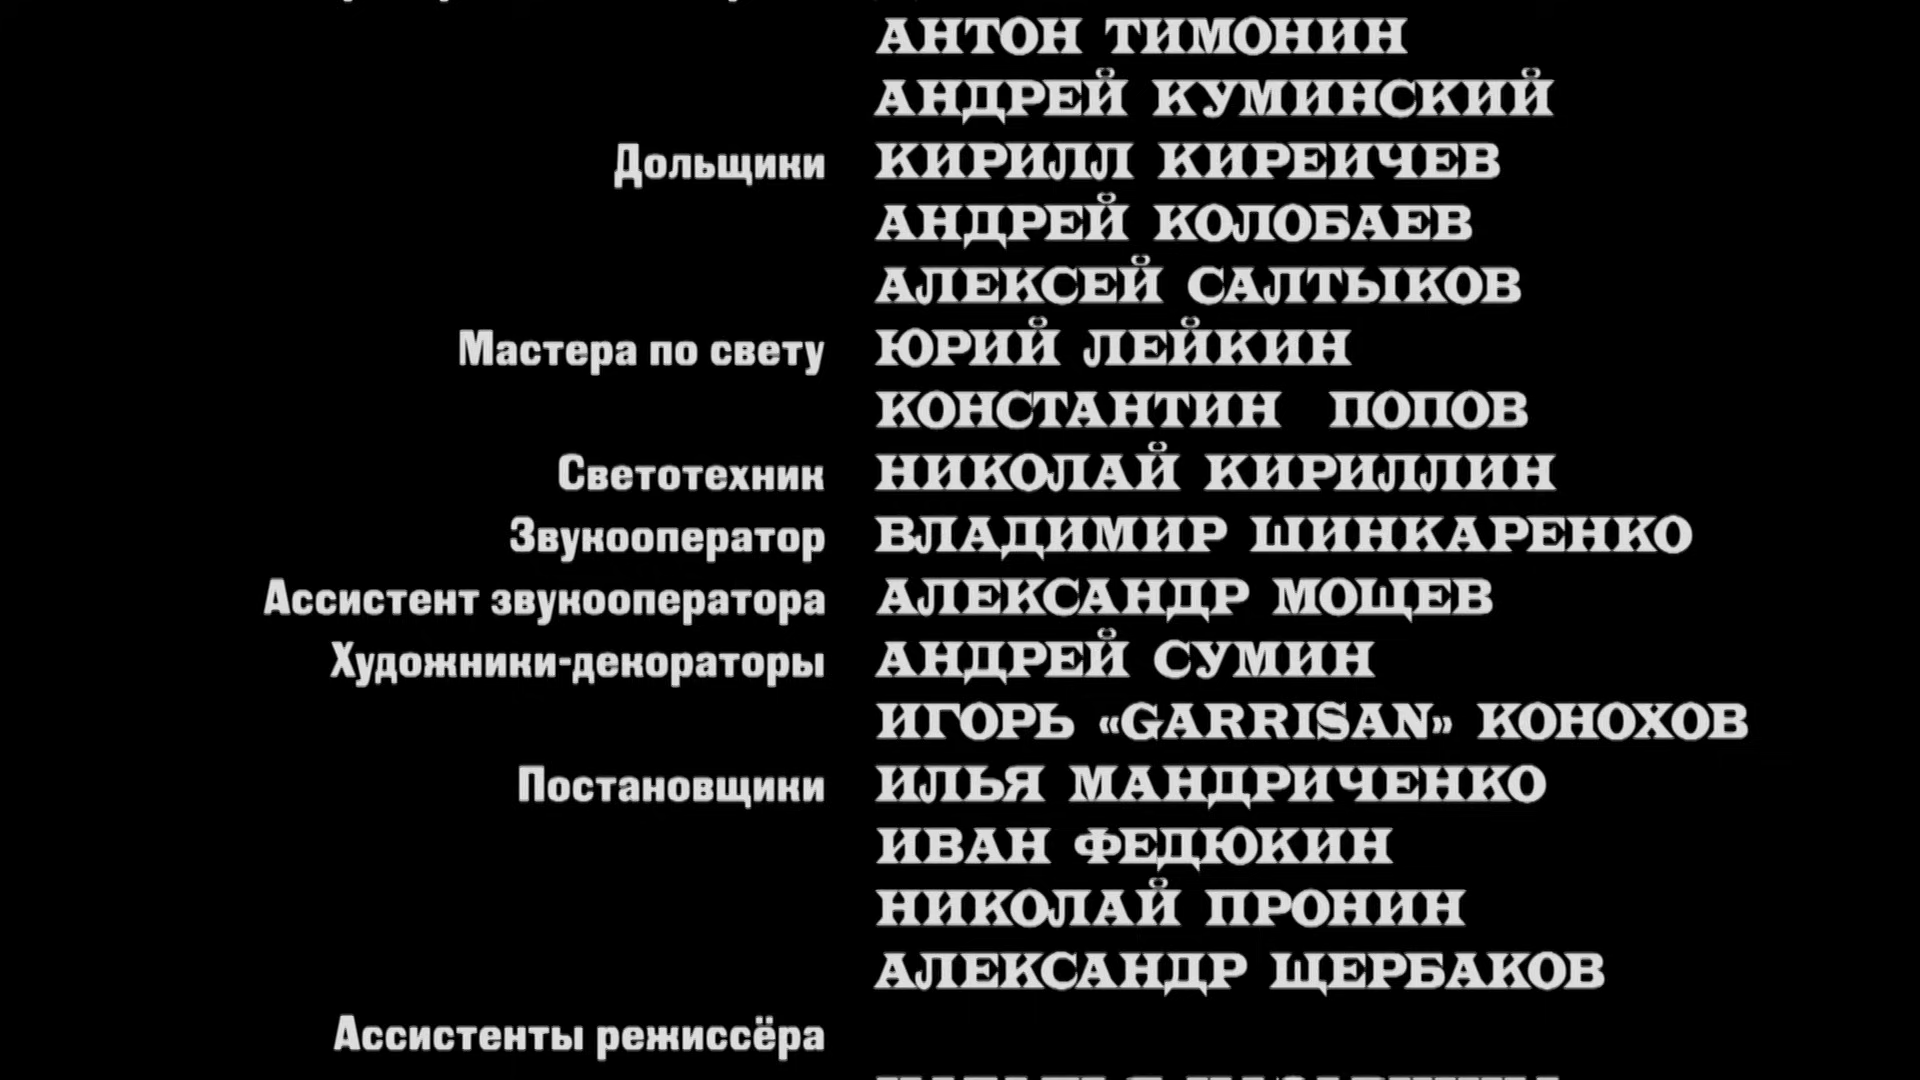 АНТОН ТИМОНИН
АНДРЕЙ КУМИНСКИЙ
Дольщики КИРИЛЛ КИРЕИЧЕВ
АНДРЕЙ КОЛОБАЕВ
АЛЕКСЕЙ САЛТЫКОВ
Мастера по свету ЮРИЙ ЛЕЙКИН
КОНСТАНТИН ПОПОВ
Светотехник НИКОЛАЙ КИРИЛЛИН
Звукооператор ВЛАДИМИР ШИНКАРЕНКО
Ассистент звукооператора АЛЕКСАНДР МОЩЕВ
Художники-декораторы АНДРЕЙ СУМИН
ИГОРЬ «GARRISAN» КОНОХОВ
Постановщики ИЛЬЯ МАНДРИЧЕНКО
ИВАН ФЕДЮКИН
НИКОЛАЙ ПРОНИН
АЛЕКСАНДР ЩЕРБАКОВ
Ассистенты режиссёра